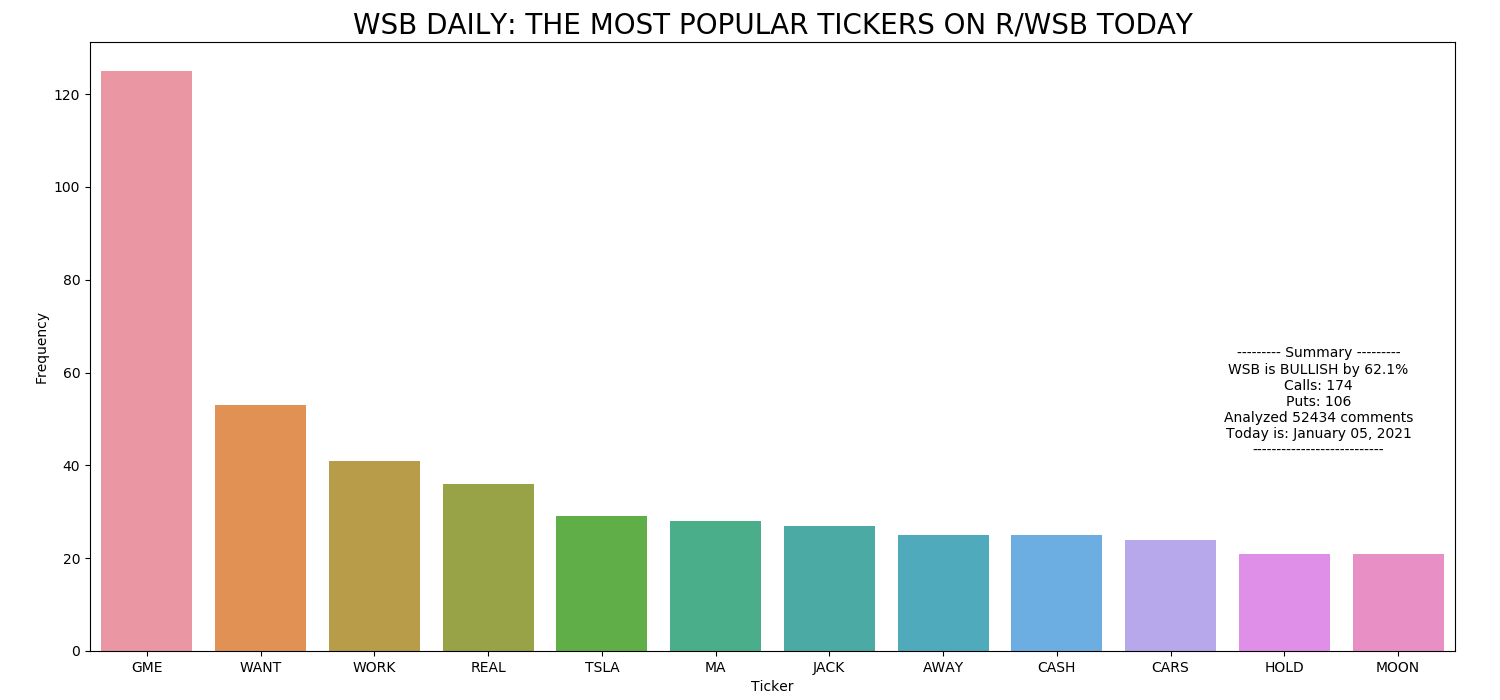 WSB DAILY: THE MOST POPULAR TICKERS ON R/WSB TODAY
120
100
80
60
40
20
0
Frequency
--------- Summary ---------
WSB is BULLISH by 62.1%
Calls: 174
Puts: 106
Analyzed 52434 comments
Today is: January 05, 2021
---------------------------
GME WANT WORK REAL TSLA MA JACK AWAY CASH CARS HOLD MOON
Ticker